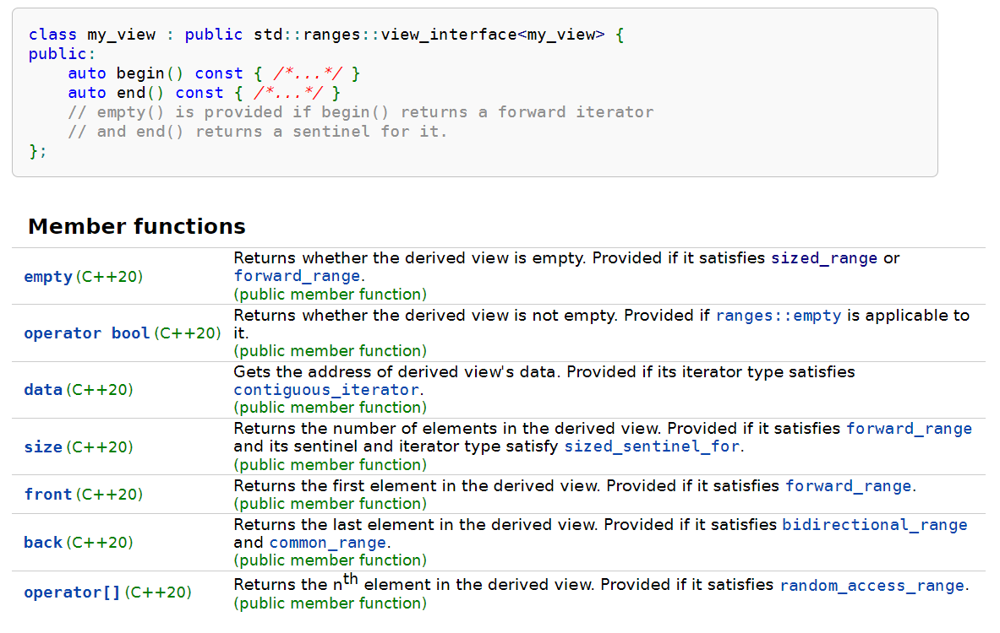 class my_view : public std::ranges::view_interface<my_view> {
public:
    auto begin() const { /*...*/ }
    auto end() const { /*...*/ }
    // empty() is provided if begin() returns a forward iterator
    // and end() returns a sentinel for it.
};
Member functions
empty (C++20)
Returns whether the derived view is empty. Provided if it satisfies sized_range or
forward_range.
(public member function)
operator bool (C++20)
Returns whether the derived view is not empty. Provided if ranges::empty is applicable to
it.
(public member function)
data (C++20)
Gets the address of derived view's data. Provided if its iterator type satisfies
contiguous_iterator.
(public member function)
size (C++20)
Returns the number of elements in the derived view. Provided if it satisfies forward_range
and its sentinel and iterator type satisfy sized_sentinel_for.
(public member function)
front (C++20)
Returns the first element in the derived view. Provided if it satisfies forward_range.
(public member function)
back (C++20)
Returns the last element in the derived view. Provided if it satisfies bidirectional_range
and common_range.
(public member function)
operator[] (C++20)
Returns the nth element in the derived view. Provided if it satisfies random_access_range.
(public member function)